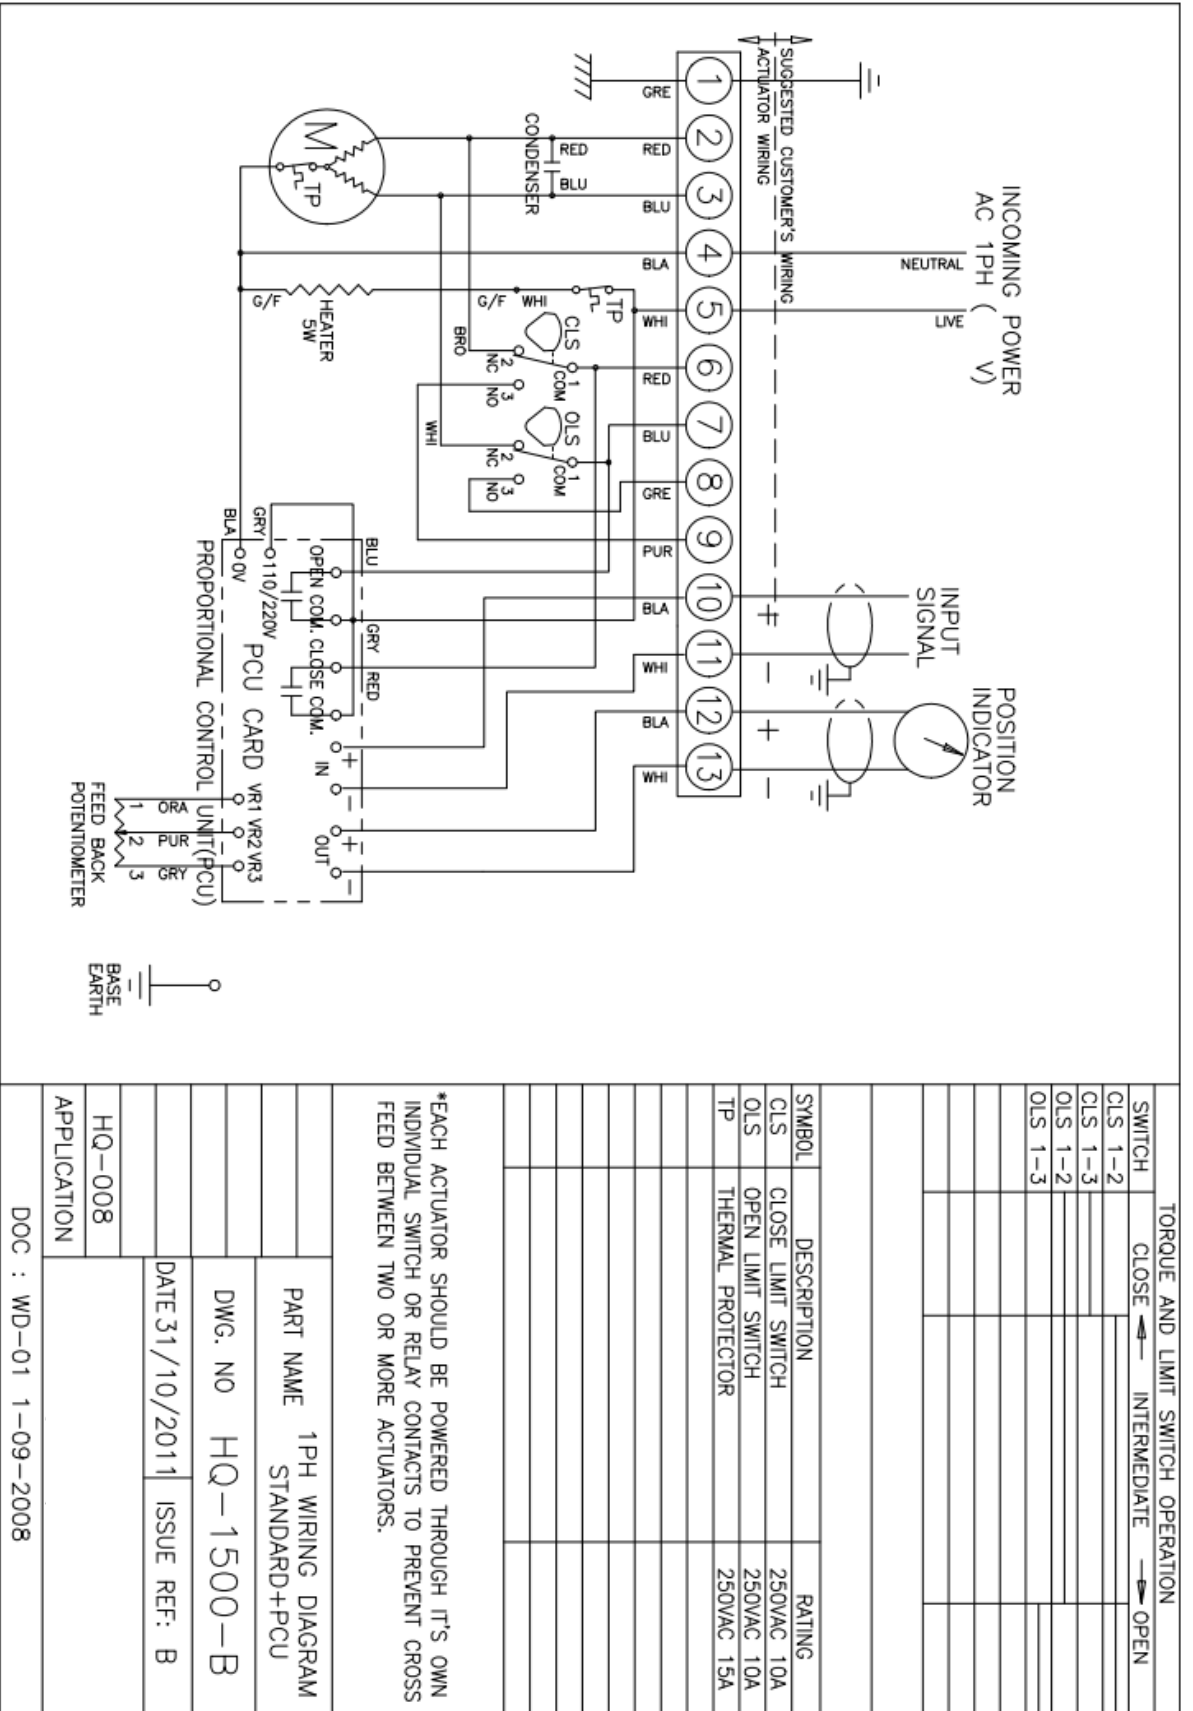 INCOMING POWER
AC 1PH ( V)
NEUTRAL
LIVE
INPUT
SIGNAL
POSITION
INDICATOR
SUGGESTED CUSTOMER'S WIRING
ACTUATOR WIRING
+
-
+
-
1
2
3
4
5
6
7
8
9
10
11
12
13
GRE
RED
BLU
BLA
WHI
RED
BLU
GRE
PUR
BLA
WHI
BLA
WHI
RED
BLU
CONDENSER
M
TP
TP
WHI
G/F
HEATER
5W
G/F
CLS
1
COM
2
NC
3
NO
BRO
OLS
1
COM
2
NC
3
NO
WHI
BLU
GRY
RED
OPEN COM. CLOSE COM.
+
IN
-
+
OUT
-
GRY
110/220V
BLA
0V
PCU CARD
VR1 VR2 VR3
PROPORTIONAL CONTROL UNIT(PCU)
ORA
PUR
GRY
1
2
3
FEED BACK
POTENTIOMETER
BASE
EARTH
TORQUE AND LIMIT SWITCH OPERATION
SWITCH CLOSE INTERMEDIATE OPEN
CLS 1-2
CLS 1-3
OLS 1-2
OLS 1-3
SYMBOL DESCRIPTION RATING
CLS CLOSE LIMIT SWITCH 250VAC 10A
OLS OPEN LIMIT SWITCH 250VAC 10A
TP THERMAL PROTECTOR 250VAC 15A
*EACH ACTUATOR SHOULD BE POWERED THROUGH IT'S OWN
INDIVIDUAL SWITCH OR RELAY CONTACTS TO PREVENT CROSS
FEED BETWEEN TWO OR MORE ACTUATORS.
PART NAME 1PH WIRING DIAGRAM
STANDARD+PCU
DWG. NO HQ-1500-B
DATE 31/10/2011 ISSUE REF: B
HQ-008
APPLICATION
DOC : WD-01 1-09-2008